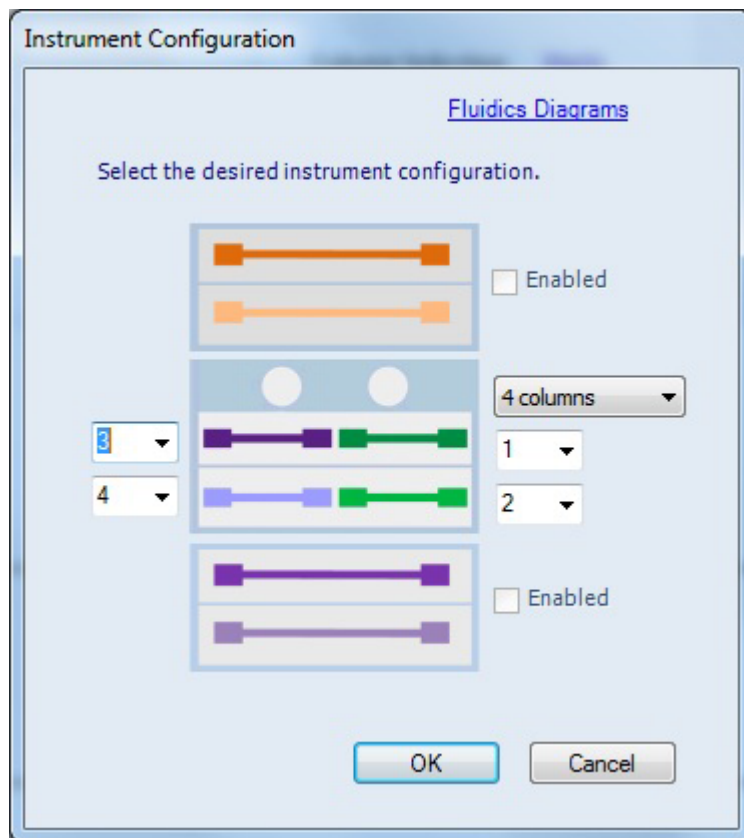 Instrument Configuration
Fluidics Diagrams
Select the desired instrument configuration.
Enabled
4 columns
3
1
4
2
Enabled
OK
Cancel